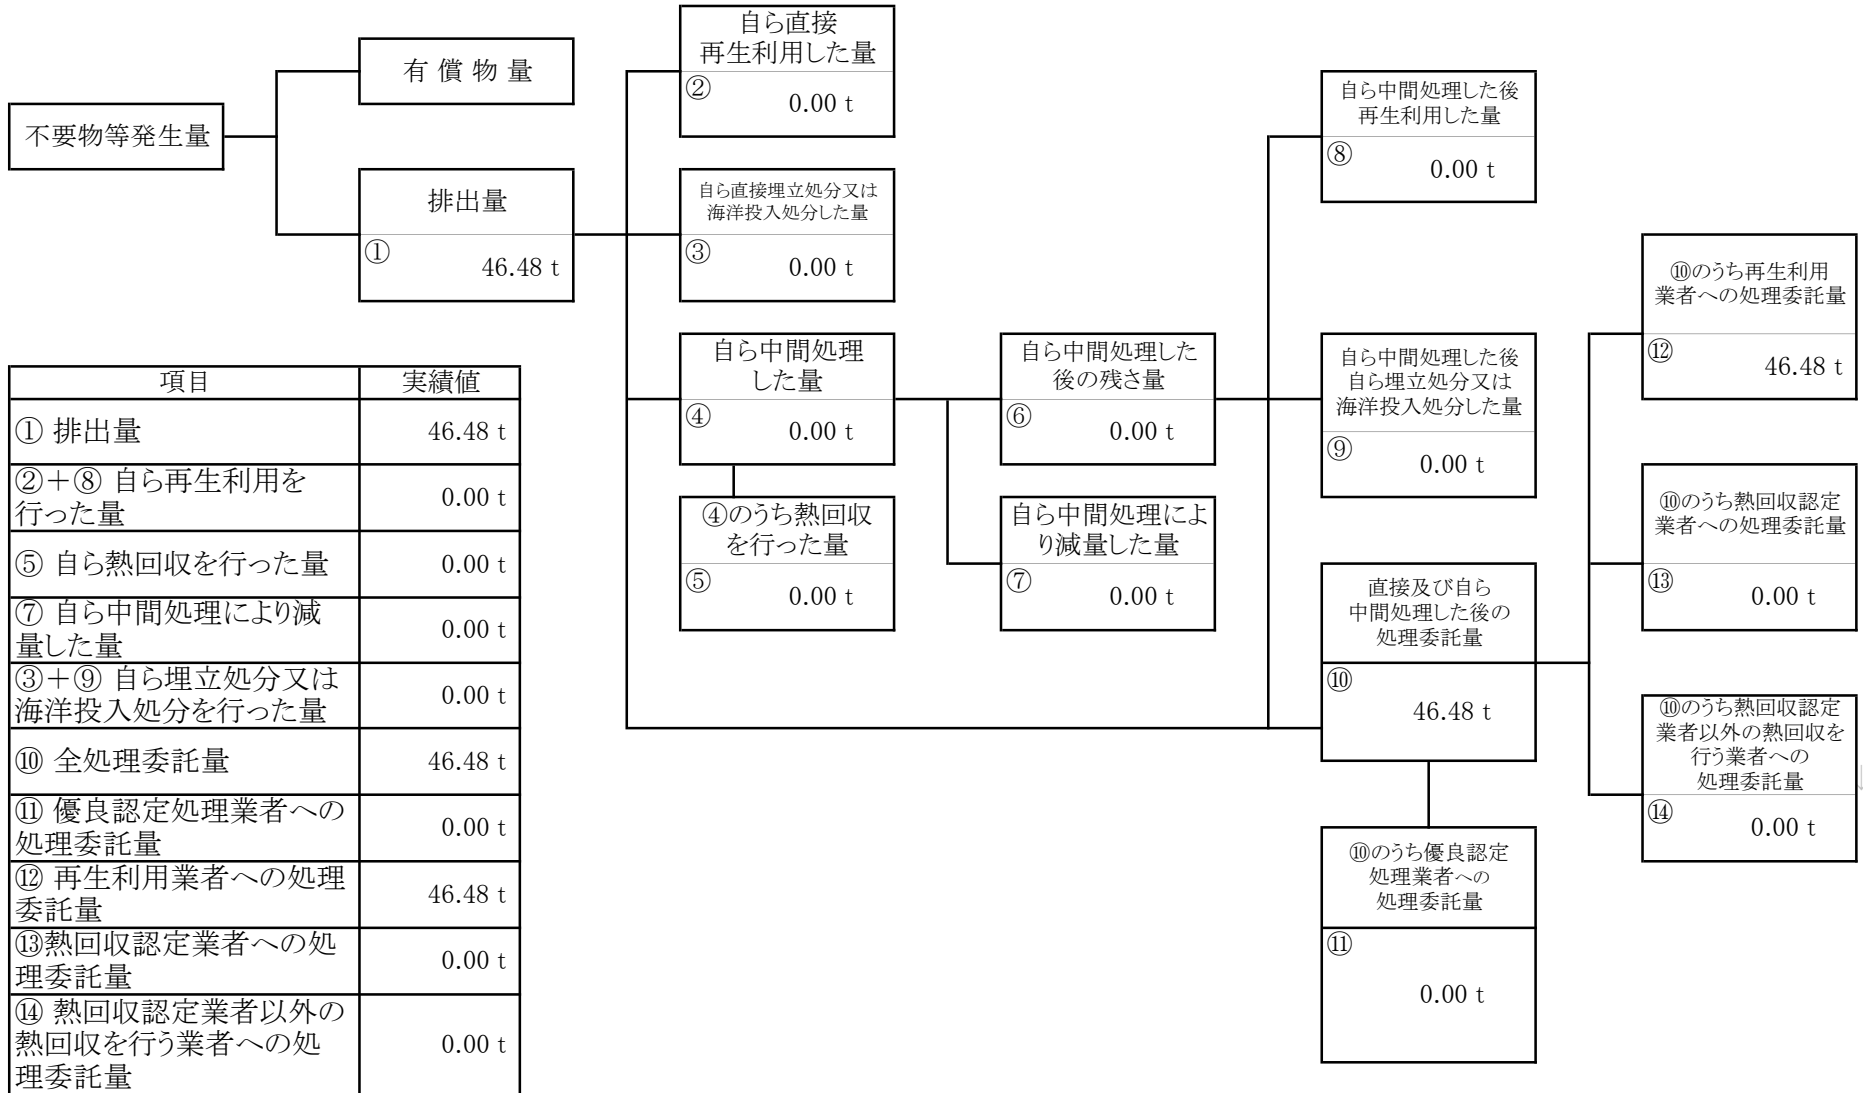 不要物等発生量
有 償 物 量
排出量
①
46.48 t
自ら直接
再生利用した量
②
0.00 t
自ら直接埋立処分又は
海洋投入処分した量
③
0.00 t
自ら中間処理
した量
④
0.00 t
④のうち熱回収
を行った量
⑤
0.00 t
自ら中間処理した
後の残さ量
⑥
0.00 t
自ら中間処理によ
り減量した量
⑦
0.00 t
自ら中間処理した後
再生利用した量
⑧
0.00 t
自ら中間処理した後
自ら埋立処分又は
海洋投入処分した量
⑨
0.00 t
直接及び自ら
中間処理した後の
処理委託量
⑩
46.48 t
⑩のうち優良認定
処理業者への
処理委託量
⑪
0.00 t
⑩のうち再生利用
業者への処理委託量
⑫
46.48 t
⑩のうち熱回収認定
業者への処理委託量
⑬
0.00 t
⑩のうち熱回収認定
業者以外の熱回収を
行う業者への
処理委託量
⑭
0.00 t
項目 実績値
① 排出量 46.48 t
②＋⑧ 自ら再生利用を
行った量 0.00 t
⑤ 自ら熱回収を行った量 0.00 t
⑦ 自ら中間処理により減
量した量 0.00 t
③＋⑨ 自ら埋立処分又は
海洋投入処分を行った量 0.00 t
⑩ 全処理委託量 46.48 t
⑪ 優良認定処理業者への
処理委託量 0.00 t
⑫ 再生利用業者への処理
委託量 46.48 t
⑬熱回収認定業者への処
理委託量 0.00 t
⑭ 熱回収認定業者以外の
熱回収を行う業者への処
理委託量 0.00 t